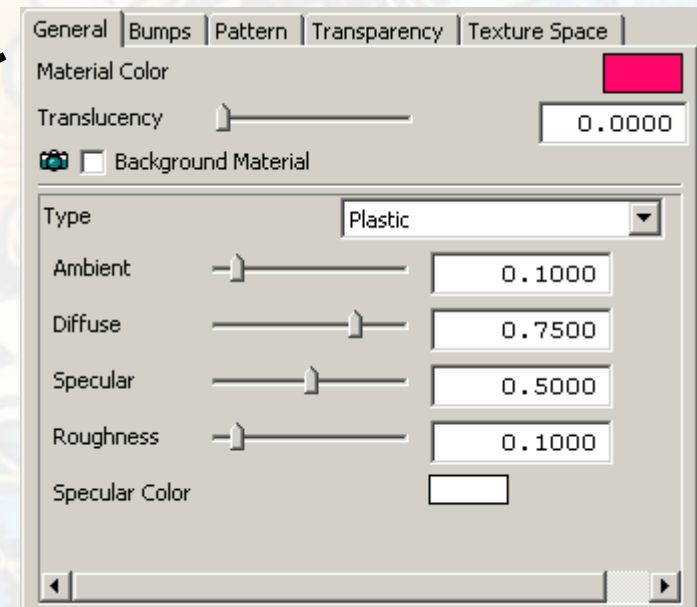 General Bumps Pattern Transparency Texture Space
Material Color
Translucency 0.0000
Background Material
Type Plastic
Ambient 0.1000
Diffuse 0.7500
Specular 0.5000
Roughness 0.1000
Specular Color